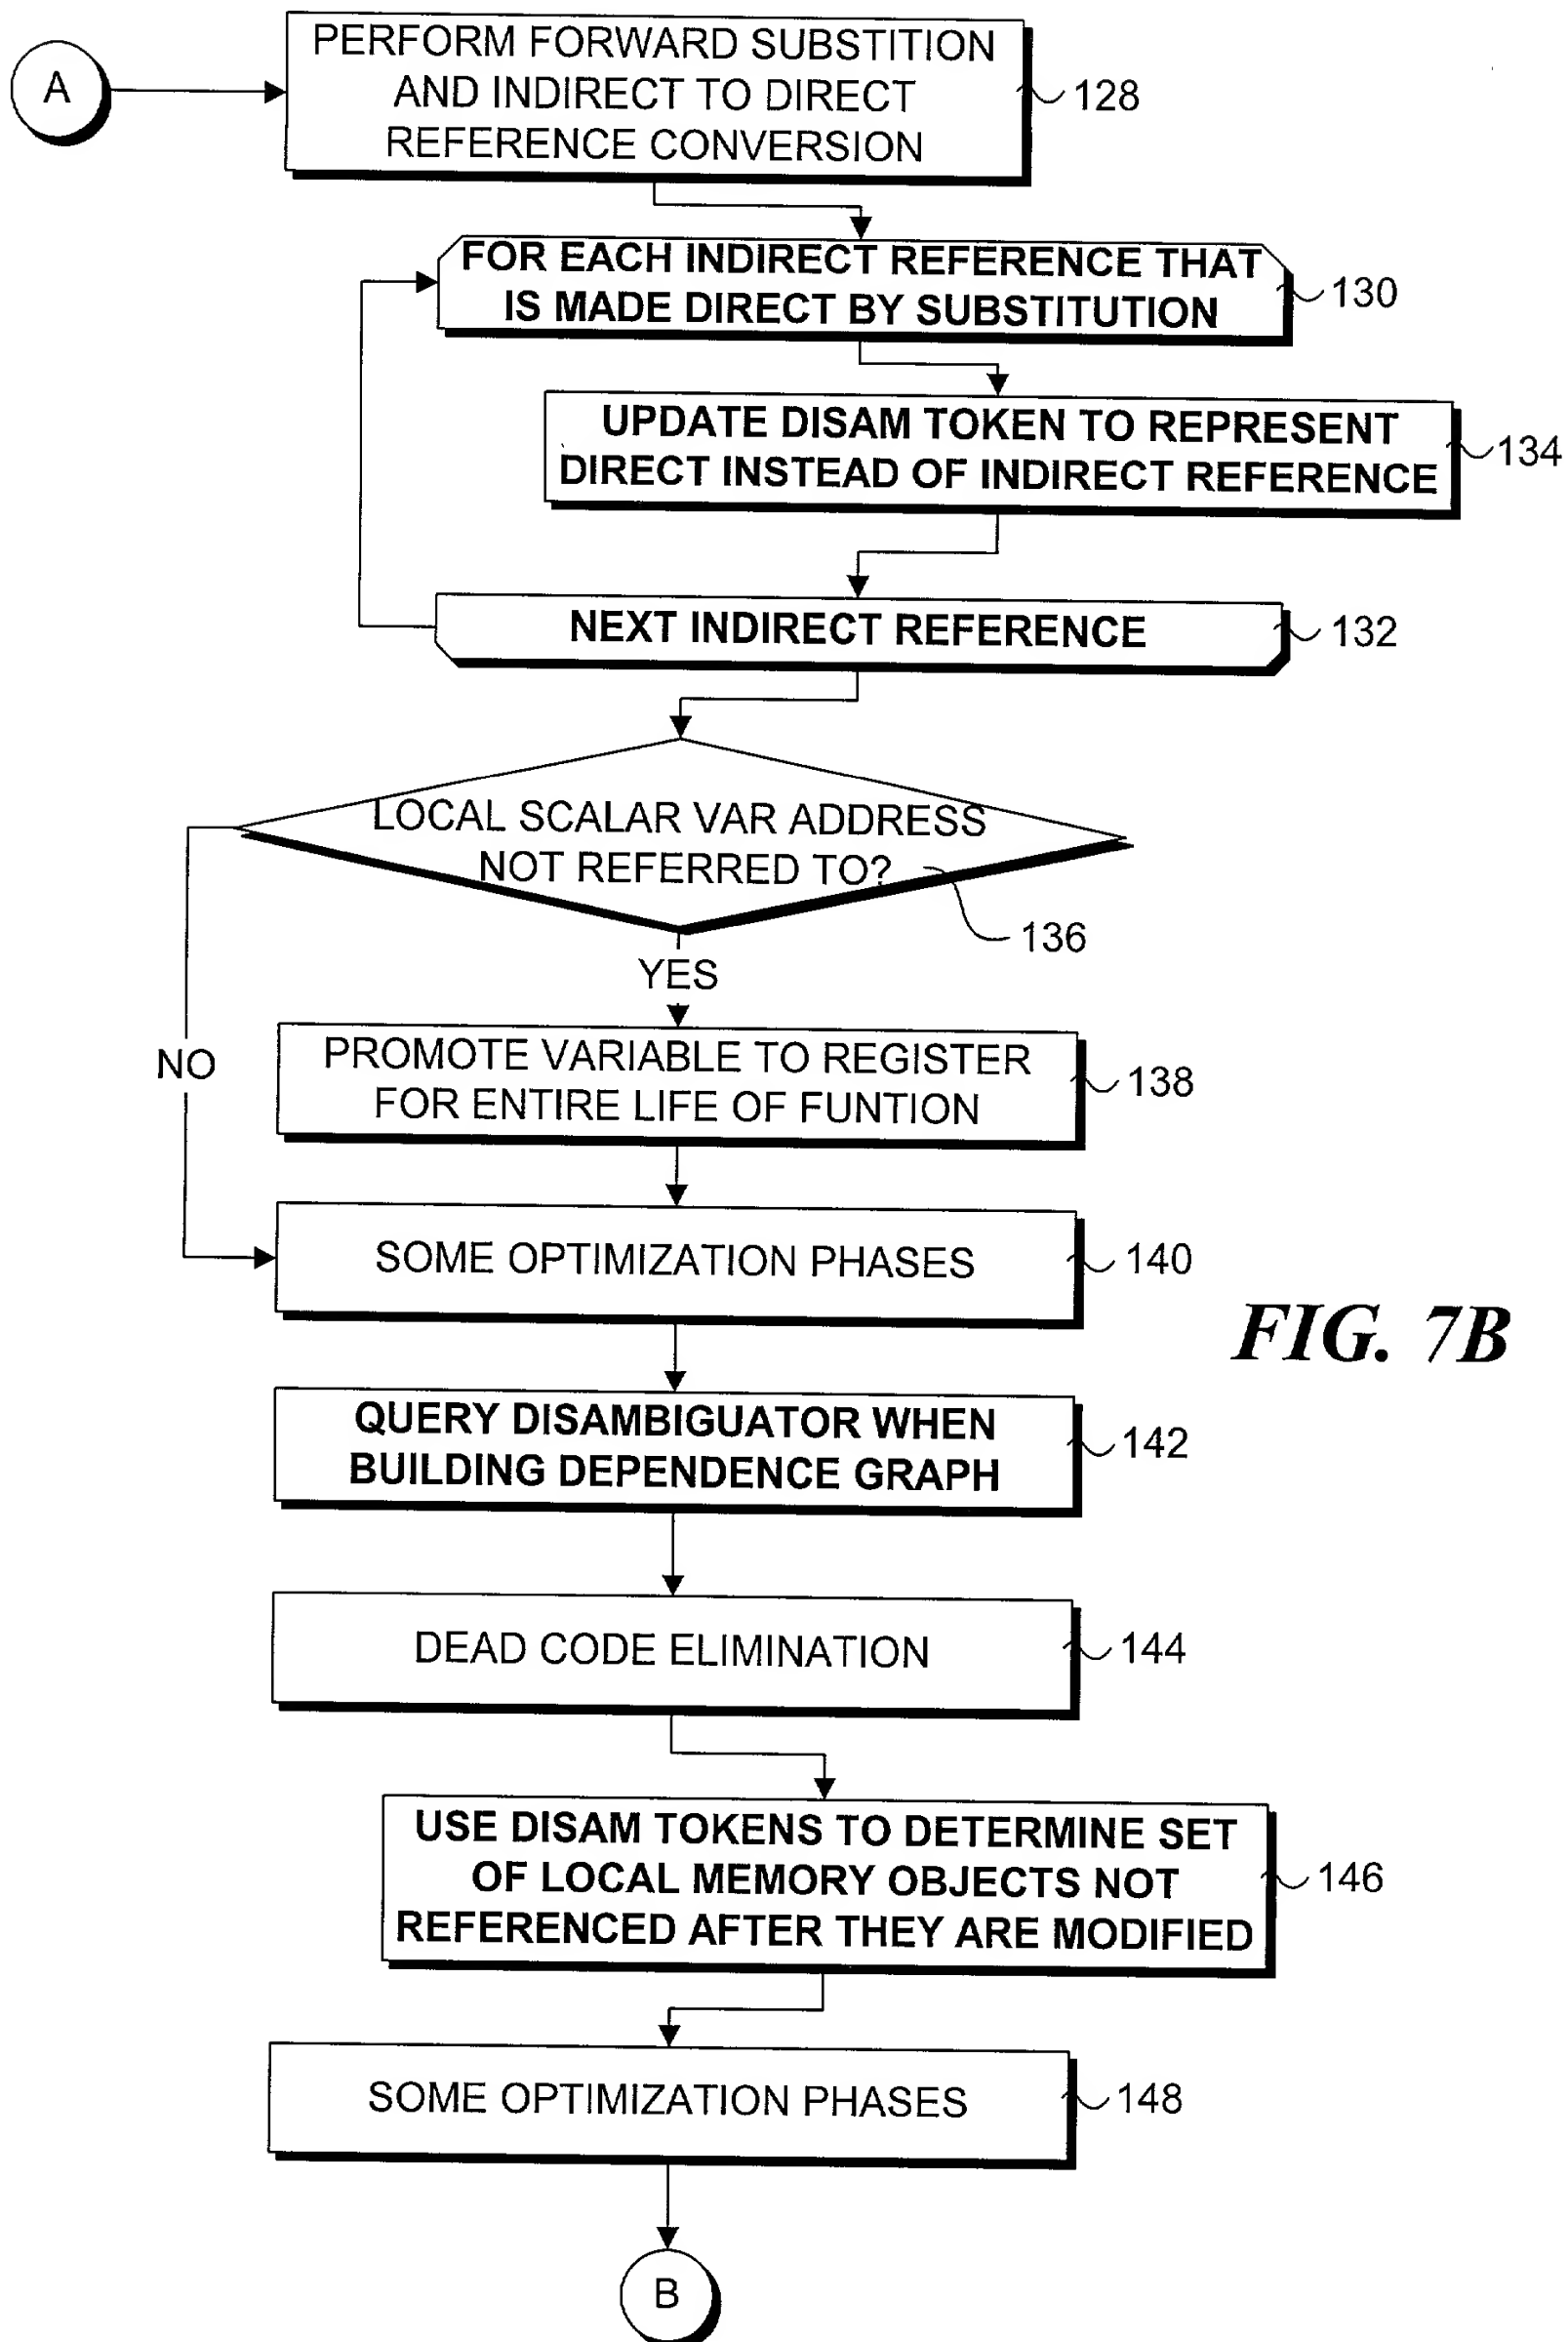 A
PERFORM FORWARD SUBSTITION
AND INDIRECT TO DIRECT
REFERENCE CONVERSION
128
FOR EACH INDIRECT REFERENCE THAT
IS MADE DIRECT BY SUBSTITUTION
130
UPDATE DISAM TOKEN TO REPRESENT
DIRECT INSTEAD OF INDIRECT REFERENCE
134
NEXT INDIRECT REFERENCE
132
LOCAL SCALAR VAR ADDRESS
NOT REFERRED TO?
136
YES
NO
PROMOTE VARIABLE TO REGISTER
FOR ENTIRE LIFE OF FUNTION
138
SOME OPTIMIZATION PHASES
140
FIG. 7B
QUERY DISAMBIGUATOR WHEN
BUILDING DEPENDENCE GRAPH
142
DEAD CODE ELIMINATION
144
USE DISAM TOKENS TO DETERMINE SET
OF LOCAL MEMORY OBJECTS NOT
REFERENCED AFTER THEY ARE MODIFIED
146
SOME OPTIMIZATION PHASES
148
B